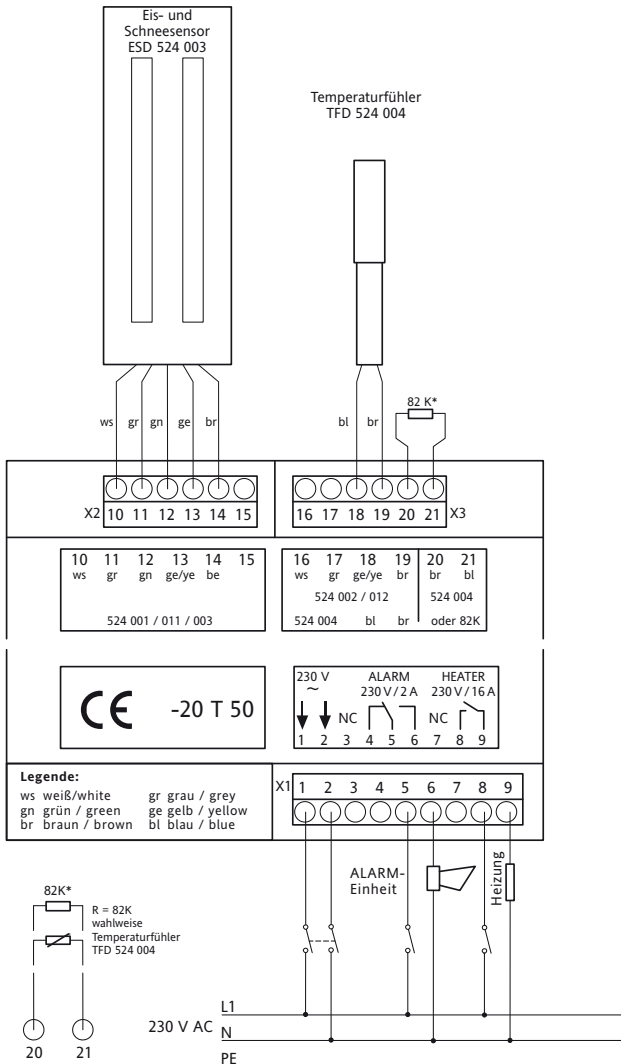 Eis- und
Schneesensor
ESD 524 003
Temperaturfühler
TFD 524 004
82 K*
ws gr gn ge br
bl br
X2 10 11 12 13 14 15
16 17 18 19 20 21 X3
10 11 12 13 14 15
ws gr gn ge/ye be
524 001 / 011 / 003
16 17 18 19 20 21
ws gr ge/ye br br bl
524 002 / 012 524 004
524 004 bl br oder 82K
CE -20 T 50
230 V ALARM HEATER
~ 230 V/2 A 230 V/16 A
NC NC
1 2 3 4 5 6 7 8 9
Legende:
ws weiß/white gr grau / grey
gn grün / green ge gelb / yellow
br braun / brown bl blau / blue
X1 1 2 3 4 5 6 7 8 9
ALARM-
Einheit
Heizung
82K*
R = 82K
wahlweise
Temperaturfühler
TFD 524 004
20 21
230 V AC
L1
N
PE